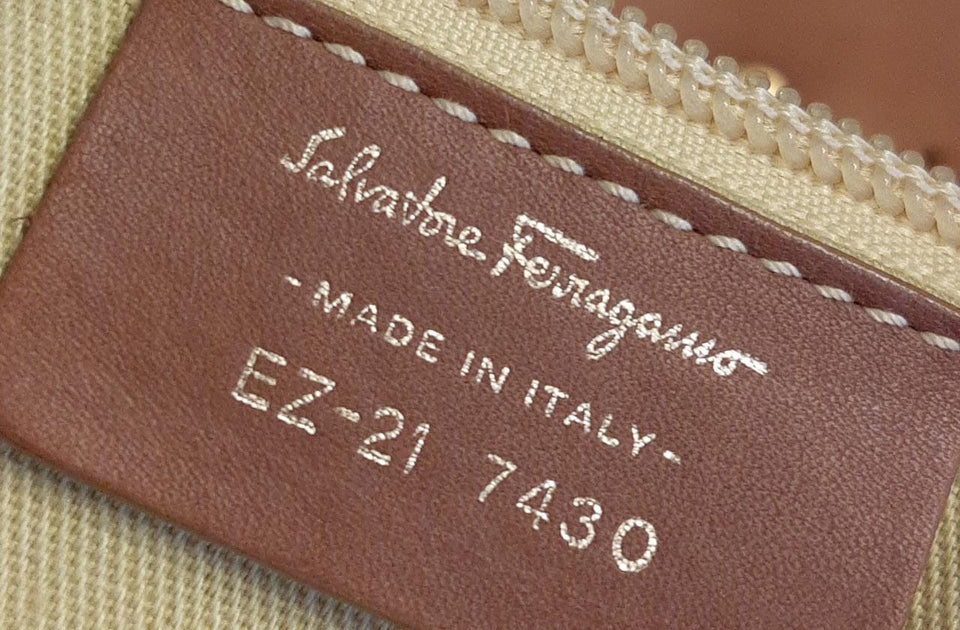 Salvatore Ferragamo
-MADE IN ITALY-
EZ-21 7430